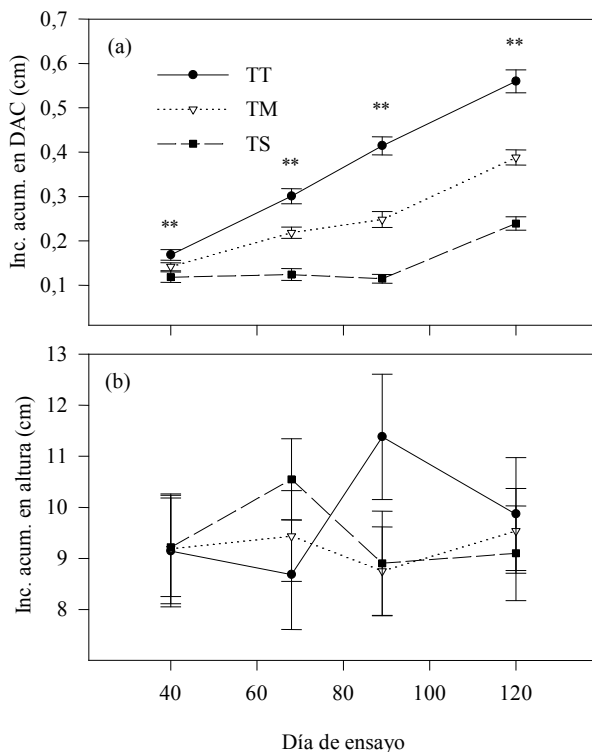 0,7
(a)
**
0,6
TT
Inc. acum. en DAC (cm)
0,5
TM
**
0,4
TS
**
0,3
**
0,2
0,1
13
(b)
12
Inc. acum. en altura (cm)
11
10
9
8
40 60 80 100 120
Día de ensayo